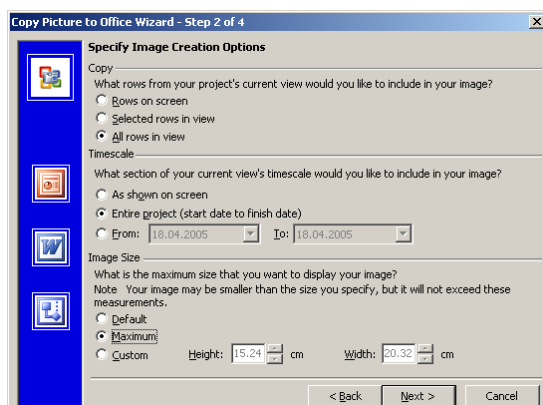 Copy Picture to Office Wizard - Step 2 of 4
Specify Image Creation Options
Copy
What rows from your project's current view would you like to include in your image?
Rows on screen
Selected rows in view
All rows in view
Timescale
What section of your current view's timescale would you like to include in your image?
As shown on screen
Entire project (start date to finish date)
From: 18.04.2005 To: 18.04.2005
Image Size
What is the maximum size that you want to display your image?
Note Your image may be smaller than the size you specify, but it will not exceed these
measurements.
Default
Maximum
Custom Height: 15.24 cm Width: 20.32 cm
< Back Next > Cancel